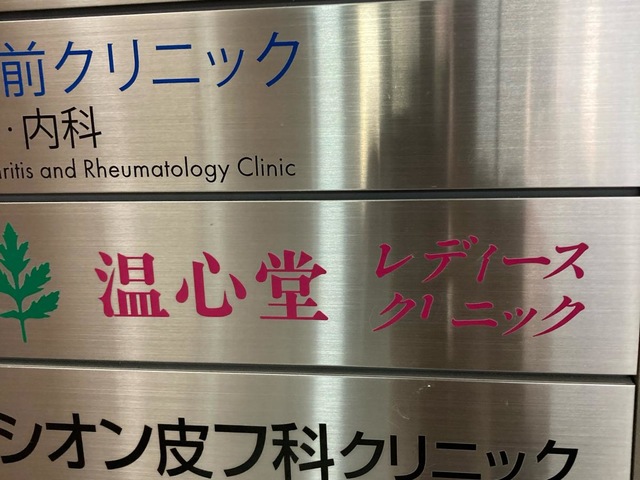 前クリニック
・内科
ritis and Rheumatology Clinic
温心堂 レディース
クリニック
シオン皮フ科クリニック